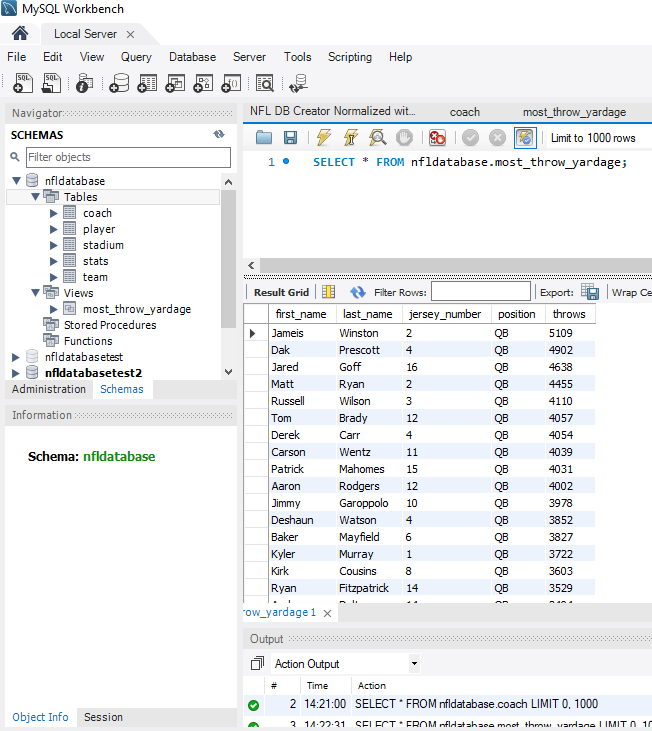 MySQL Workbench
Local Server
File Edit View Query Database Server Tools Scripting Help
Navigator
SCHEMAS
Filter objects
nfldatabase
Tables
coach
player
stadium
stats
team
Views
most_throw_yardage
Stored Procedures
Functions
nfldatabasetest
nfldatabasetest2
Administration Schemas
Information
Schema: nfldatabase
Object Info Session
NFL DB Creator Normalized wit... coach most_throw_yardage
Limit to 1000 rows
1 SELECT * FROM nfldatabase.most_throw_yardage;
Result Grid Filter Rows: Export: Wrap Ce
first_name last_name jersey_number position throws
Jameis Winston 2 QB 5109
Dak Prescott 4 QB 4902
Jared Goff 16 QB 4638
Matt Ryan 2 QB 4455
Russell Wilson 3 QB 4110
Tom Brady 12 QB 4057
Derek Carr 4 QB 4054
Carson Wentz 11 QB 4039
Patrick Mahomes 15 QB 4031
Aaron Rodgers 12 QB 4002
Jimmy Garoppolo 10 QB 3978
Deshaun Watson 4 QB 3852
Baker Mayfield 6 QB 3827
Kyler Murray 1 QB 3722
Kirk Cousins 8 QB 3603
Ryan Fitzpatrick 14 QB 3529
row_yardage 1
Output
Action Output
# Time Action
2 14:21:00 SELECT * FROM nfldatabase.coach LIMIT 0, 1000
3 14:22:31 SELECT * FROM nfldatabase.most_throw_yardage LIMIT 0, 10